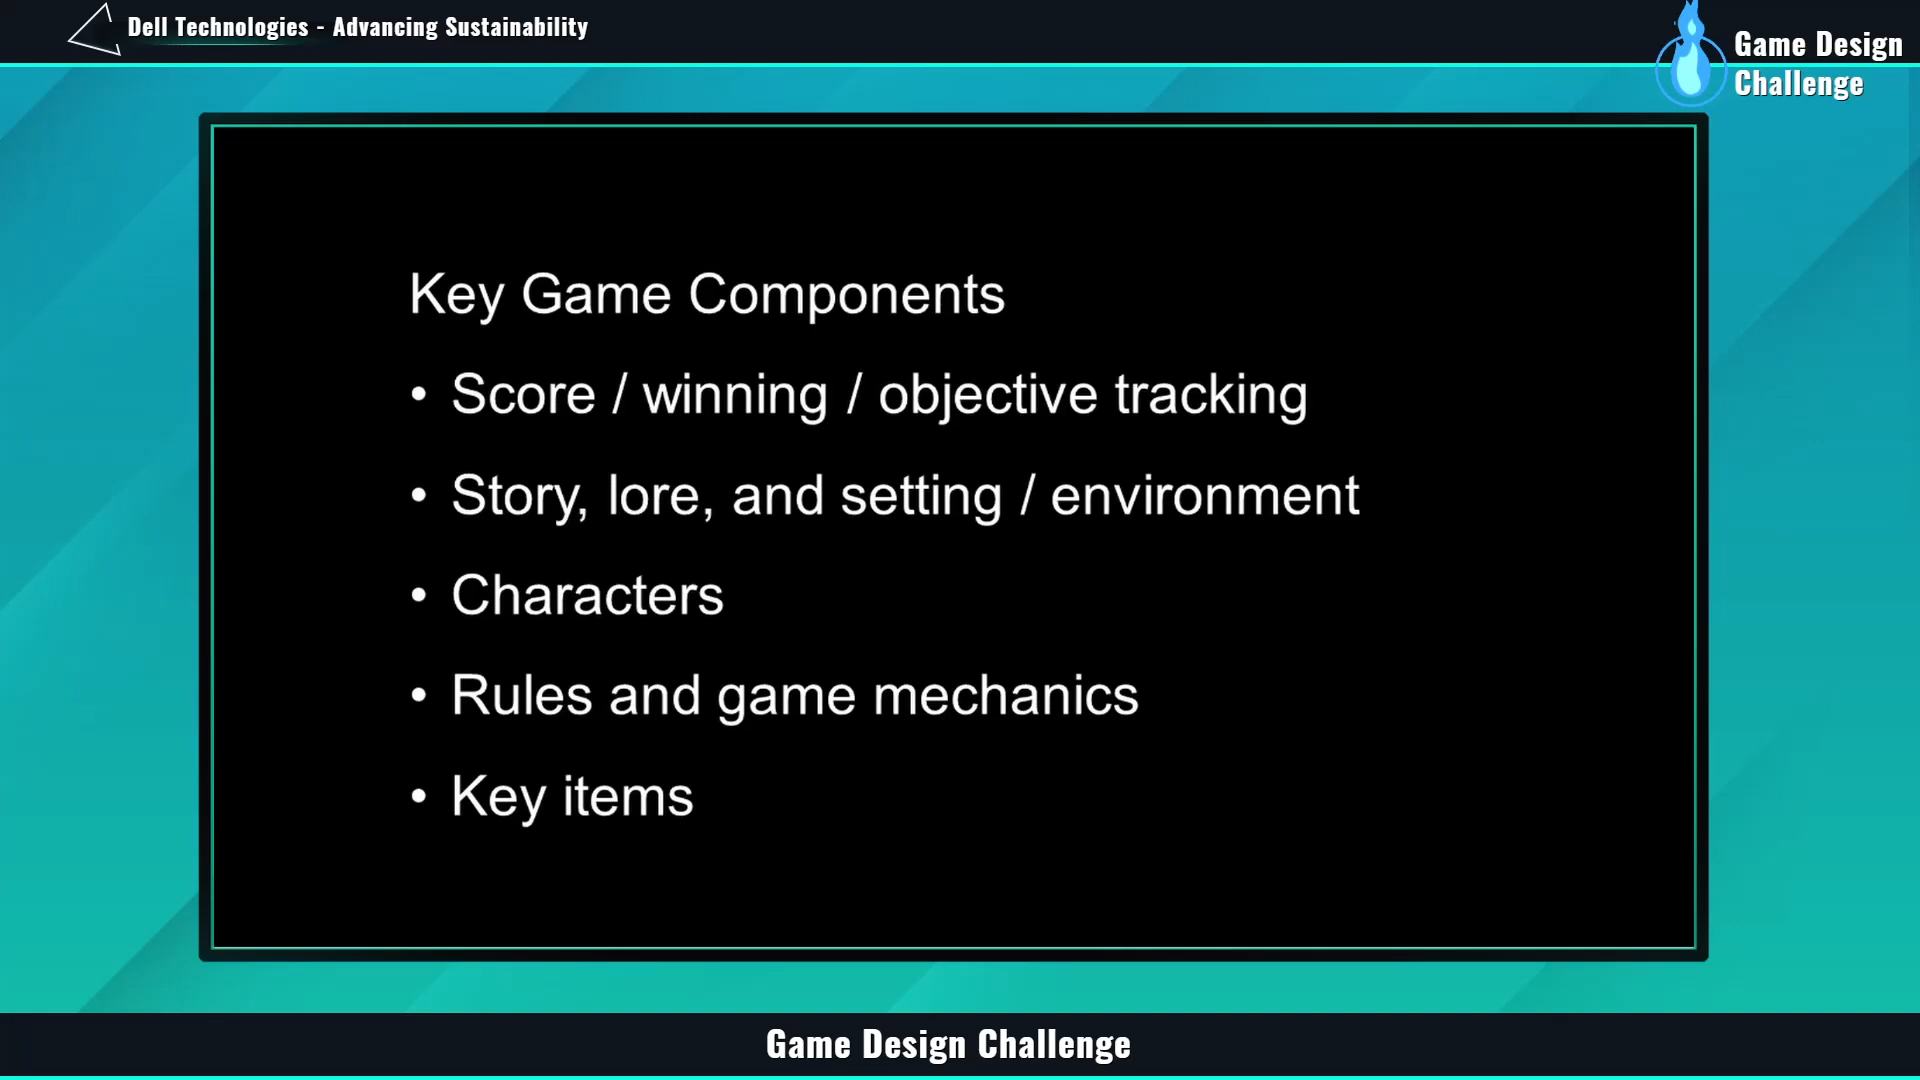 Dell Technologies - Advancing Sustainability
Game Design
Challenge
Key Game Components
• Score / winning / objective tracking
• Story, lore, and setting / environment
• Characters
• Rules and game mechanics
• Key items
Game Design Challenge